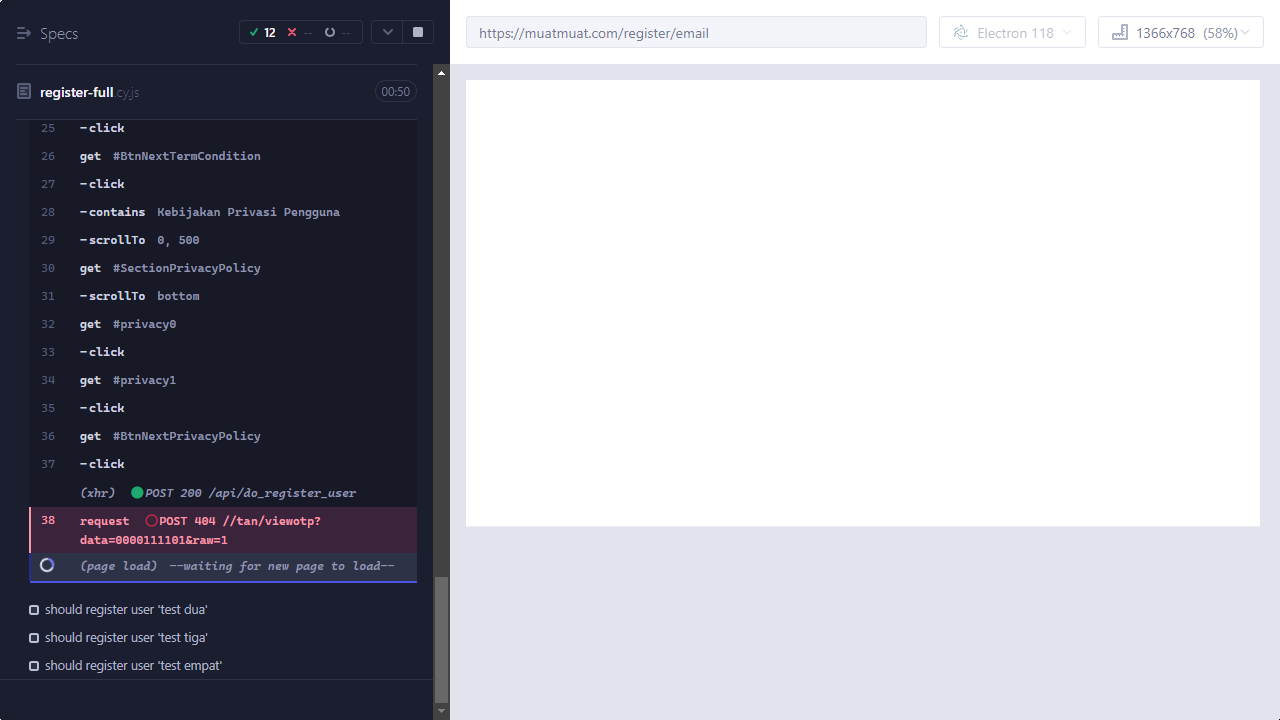 Specs
12
--
--
https://muatmuat.com/register/email
Electron 118
1366x768 (58%)
register-full.cy.js
00:50
25 -click
26 get #BtnNextTermCondition
27 -click
28 -contains Kebijakan Privasi Pengguna
29 -scrollTo 0, 500
30 get #SectionPrivacyPolicy
31 -scrollTo bottom
32 get #privacy0
33 -click
34 get #privacy1
35 -click
36 get #BtnNextPrivacyPolicy
37 -click
(xhr) POST 200 /api/do_register_user
38 request POST 404 //tan/viewotp?
data=0000111101&raw=1
(page load) --waiting for new page to load--
should register user 'test dua'
should register user 'test tiga'
should register user 'test empat'